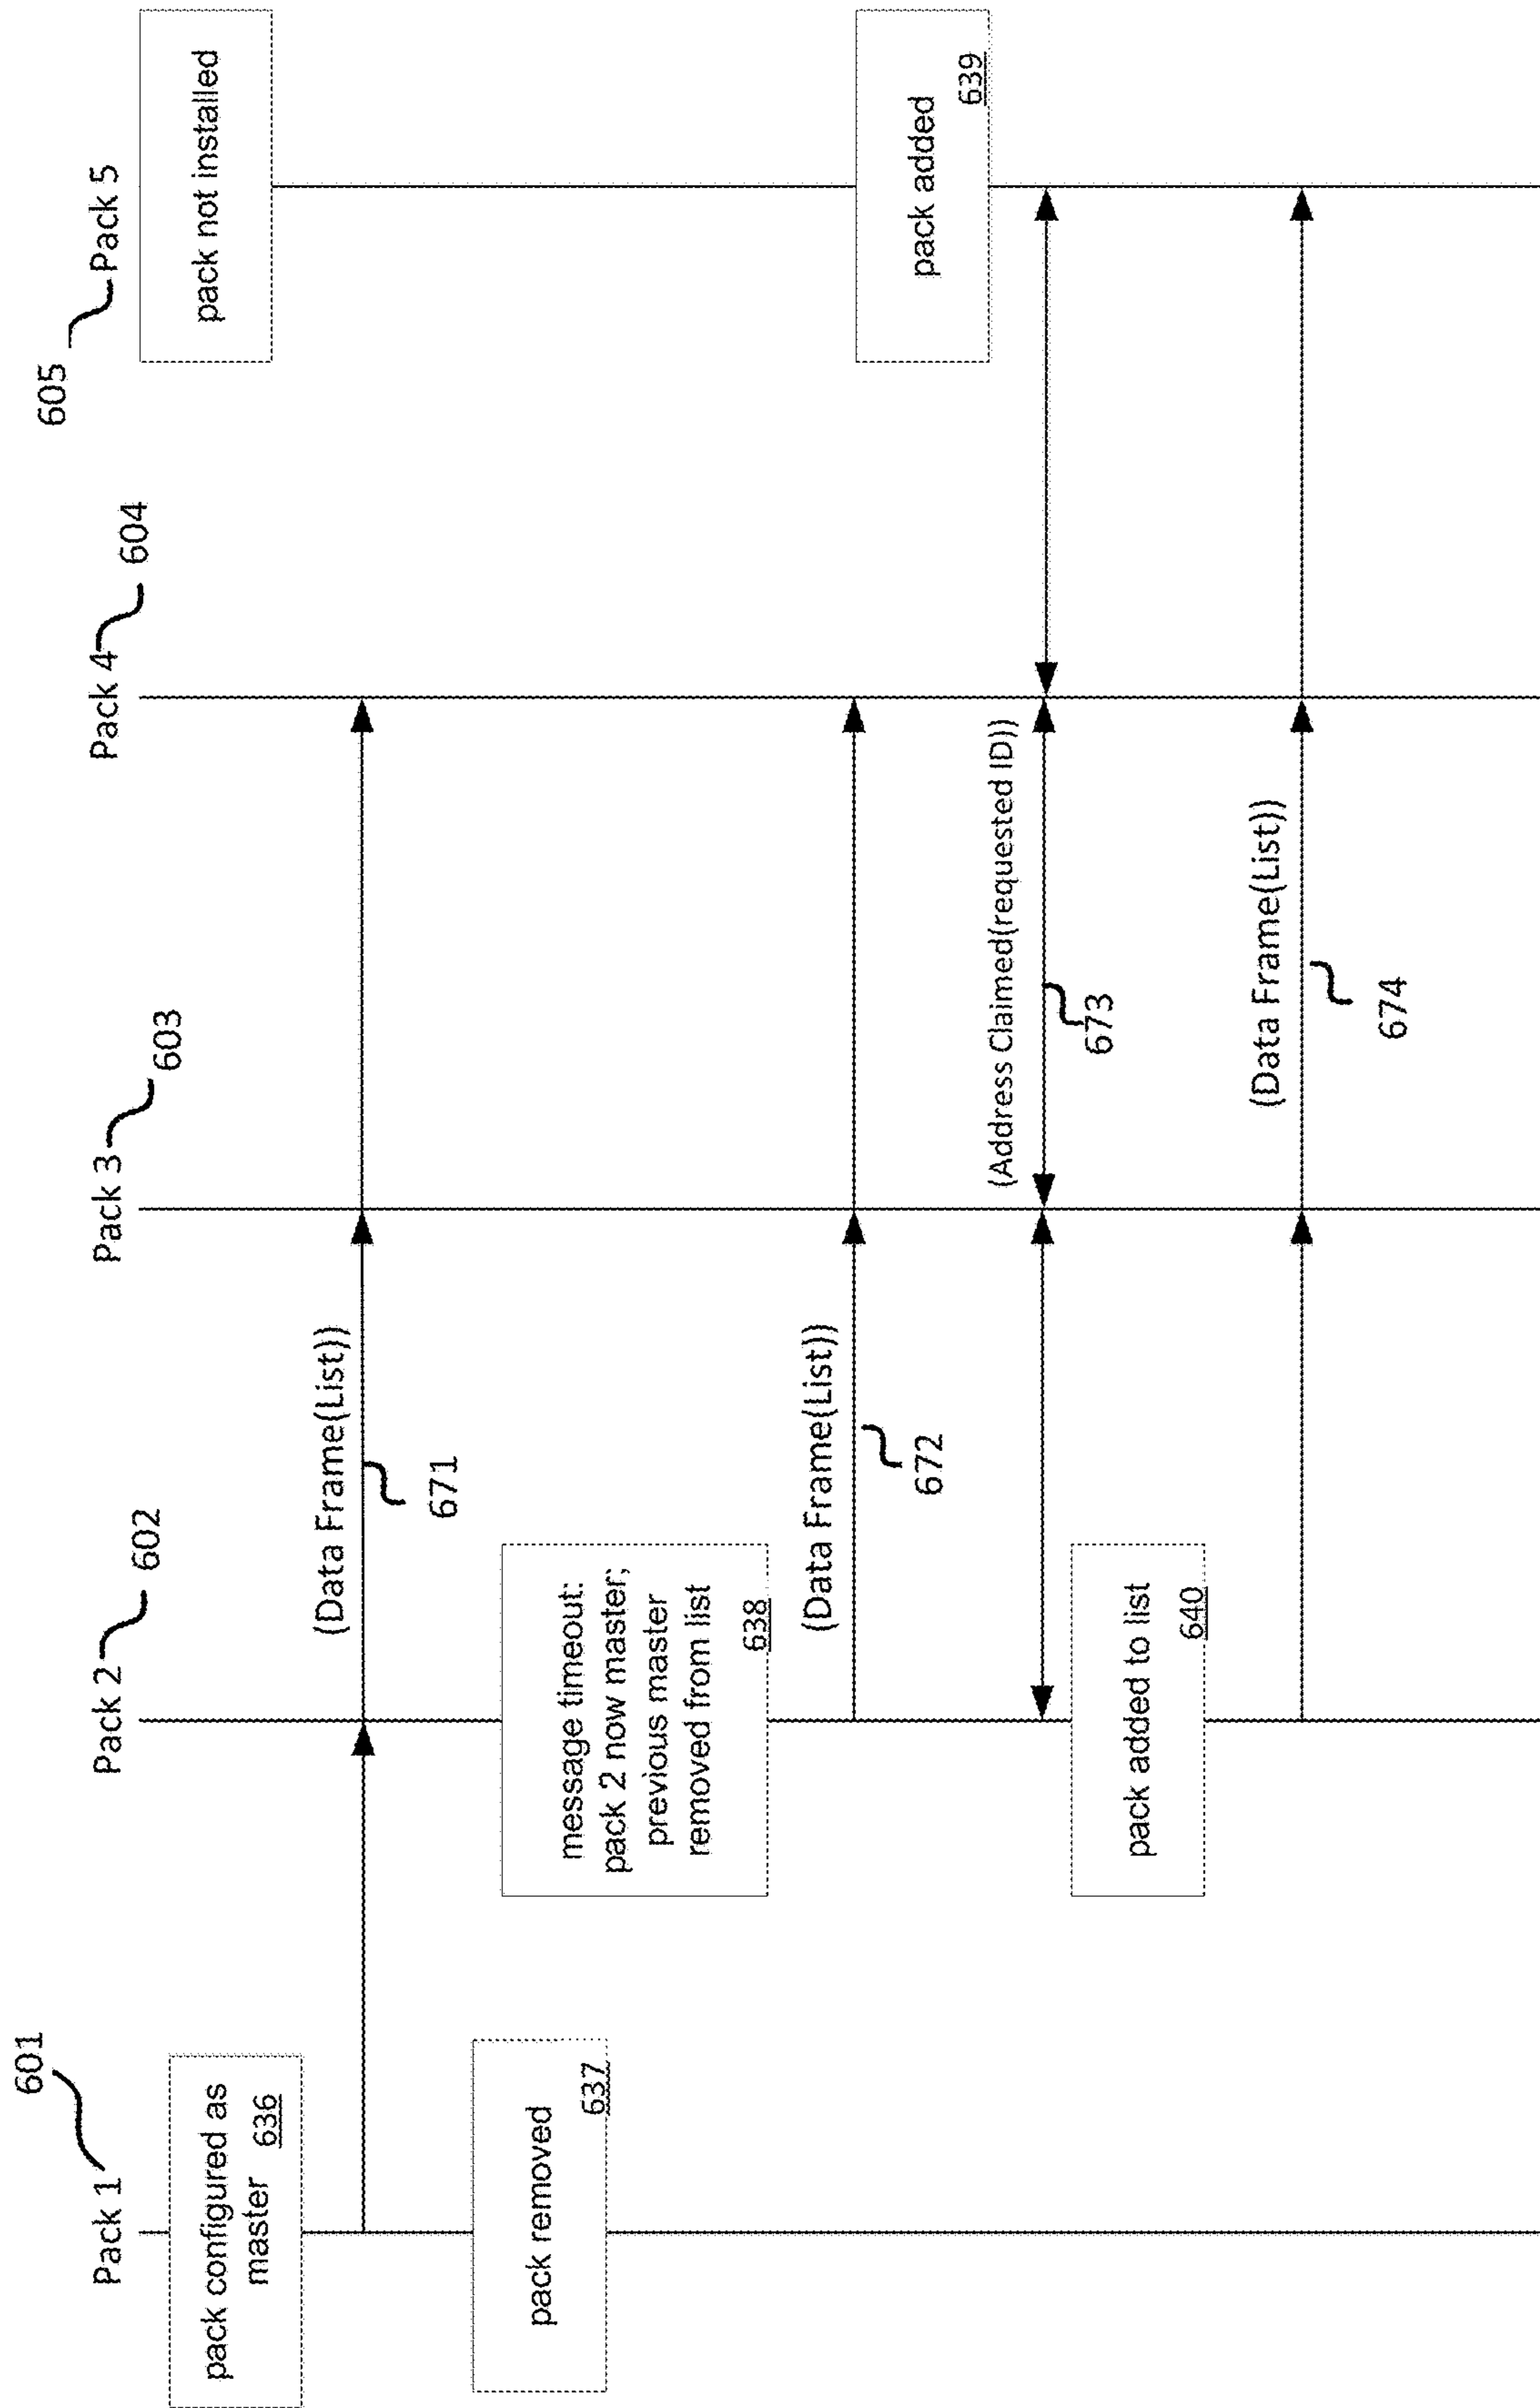 601
Pack 1
602
Pack 2
603
Pack 3
604
Pack 4
605
Pack 5
pack configured as
master 636
pack not installed
(Data Frame(List))
671
pack removed
637
message timeout:
pack 2 now master;
previous master
removed from list
638
(Data Frame(List))
672
pack added
639
(Address Claimed(requested ID))
673
pack added to list
640
(Data Frame(List))
674